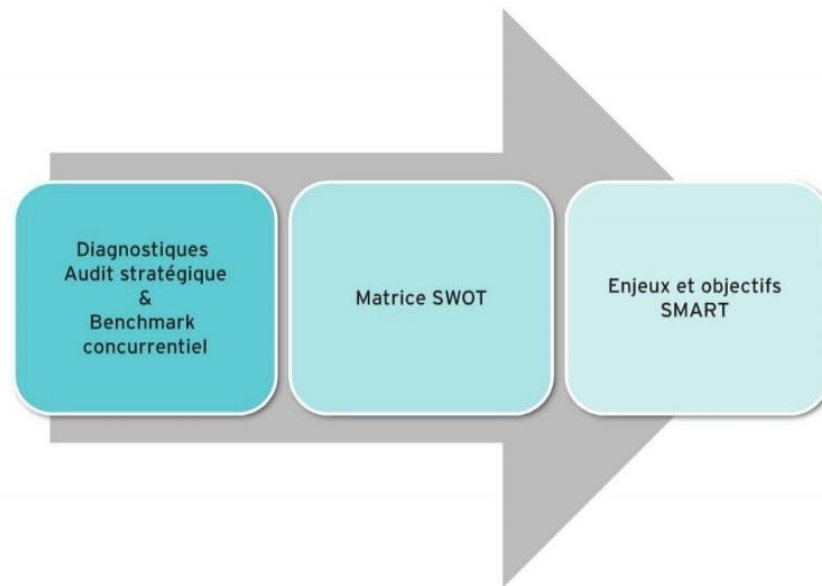 Diagnostiques
Audit stratégique
&
Benchmark
concurrentiel
Matrice SWOT
Enjeux et objectifs
SMART